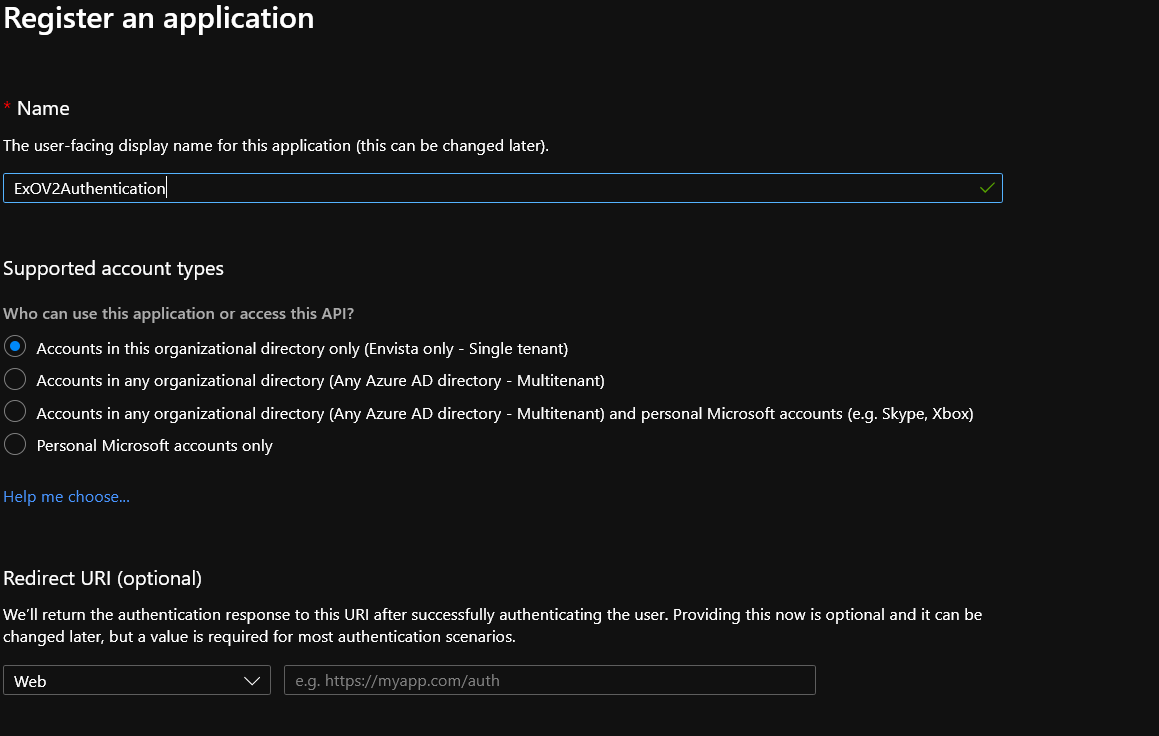 Register an application
* Name
The user-facing display name for this application (this can be changed later).
ExOV2Authentication
Supported account types
Who can use this application or access this API?
Accounts in this organizational directory only (Envista only - Single tenant)
Accounts in any organizational directory (Any Azure AD directory - Multitenant)
Accounts in any organizational directory (Any Azure AD directory - Multitenant) and personal Microsoft accounts (e.g. Skype, Xbox)
Personal Microsoft accounts only
Help me choose...
Redirect URI (optional)
We'll return the authentication response to this URI after successfully authenticating the user. Providing this now is optional and it can be
changed later, but a value is required for most authentication scenarios.
Web
e.g. https://myapp.com/auth